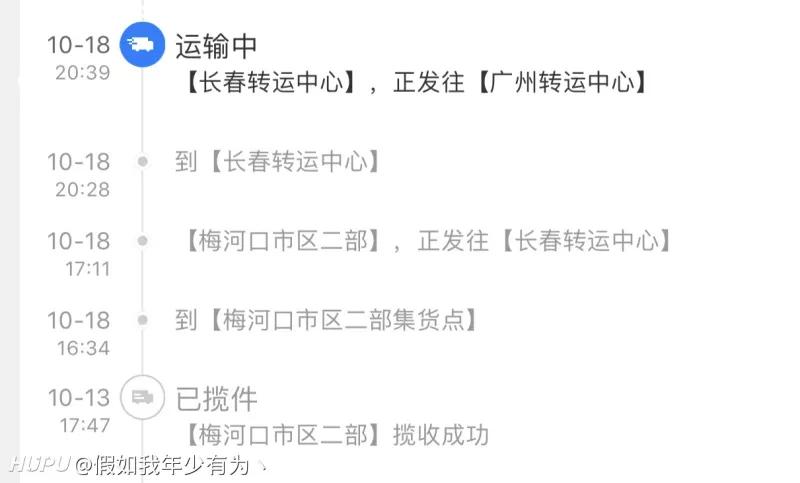 10-18 运输中
20:39 【长春转运中心】，正发往【广州转运中心】
10-18 到【长春转运中心】
20:28
10-18 【梅河口市区二部】，正发往【长春转运中心】
17:11
10-18 到【梅河口市区二部集货点】
16:34
10-13 已揽件
17:47 【梅河口市区二部】揽收成功
HUPU @假如我年少有为丶